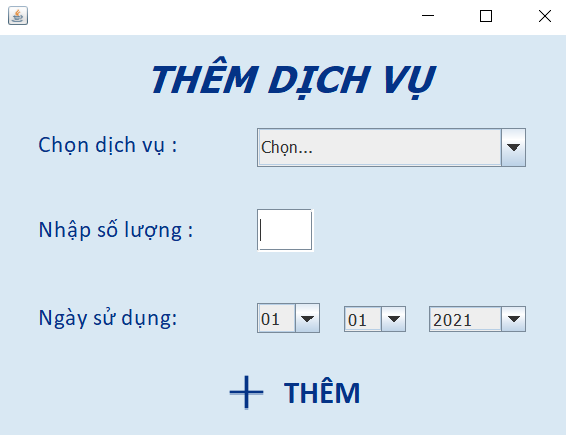 THÊM DỊCH VỤ
Chọn dịch vụ :
Chọn...
Nhập số lượng :
Ngày sử dụng:
01
01
2021
THÊM